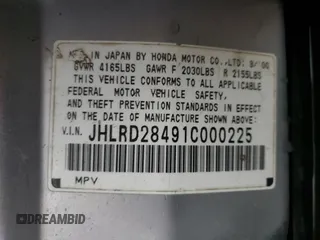 IN JAPAN BY HONDA MOTOR CO., LTD.
GVWR 4165LBS GAWR F 2030LBS R 2155LBS
THIS VEHICLE CONFORMS TO ALL APPLICABLE
FEDERAL MOTOR VEHICLE SAFETY,
AND THEFT PREVENTION STANDARDS IN EFFECT
ON THE DATE OF MANUFACTURE SHOWN ABOVE
V.I.N. JHLRD28491C000225
MPV
DREAMBID